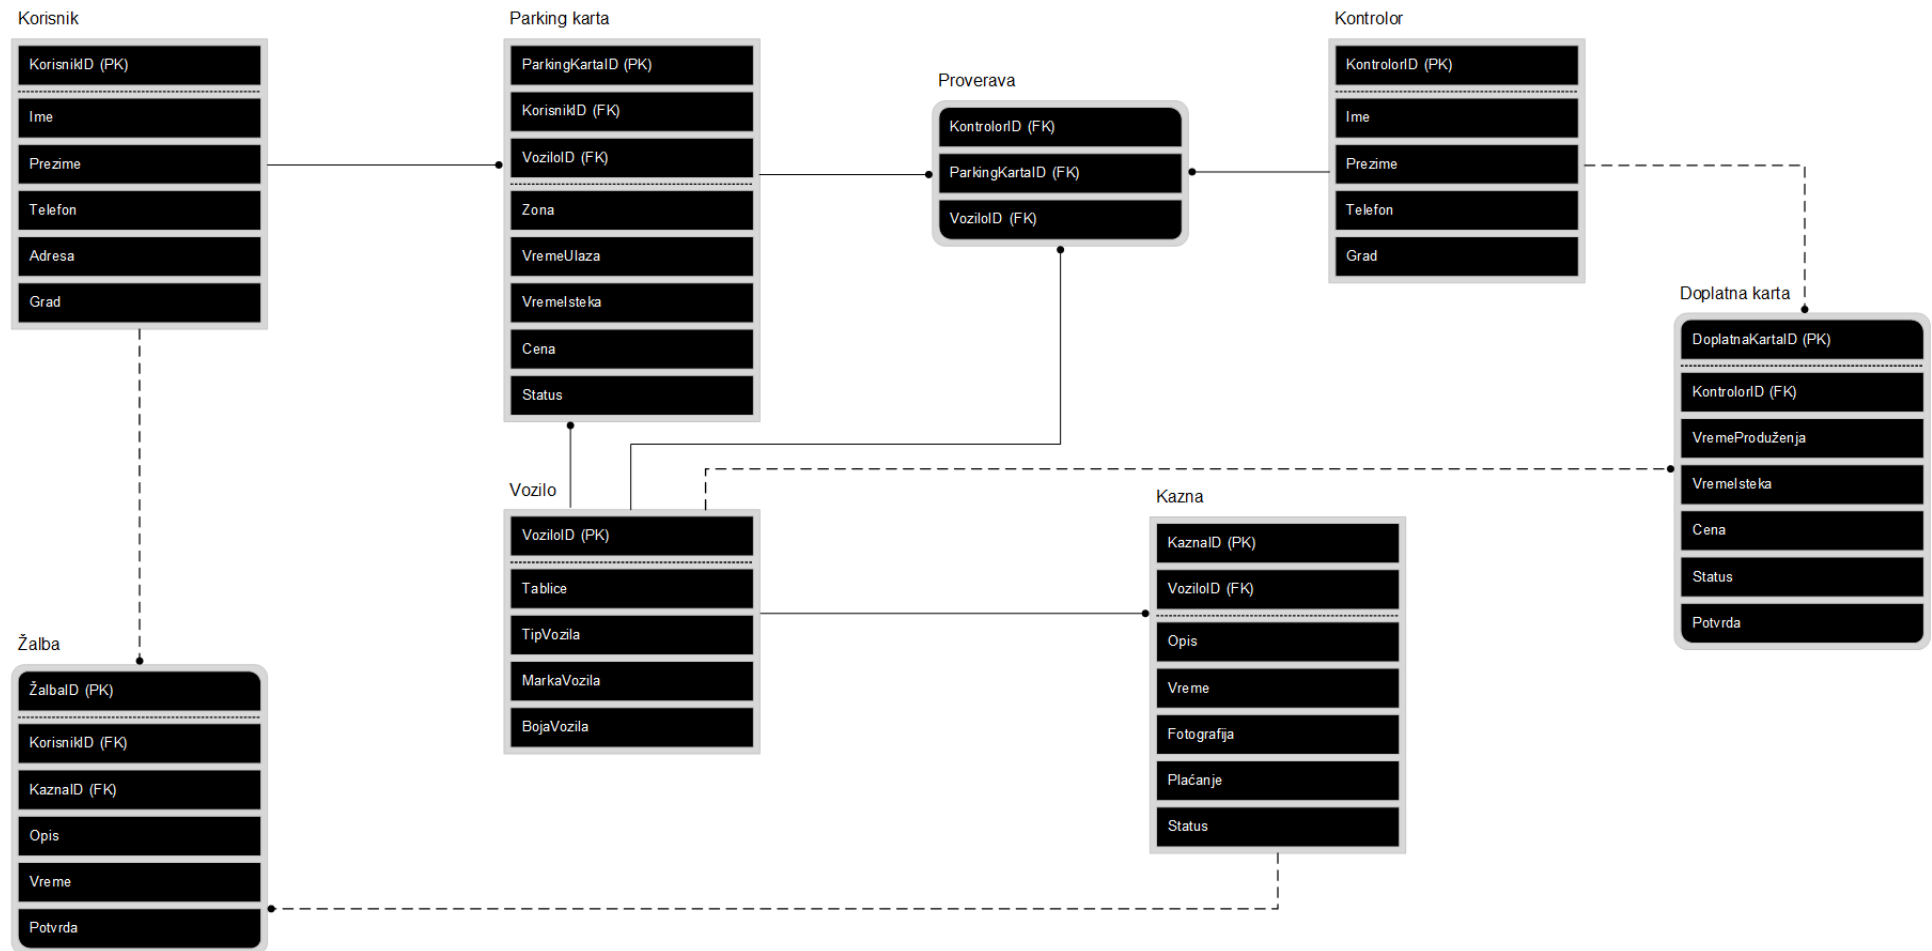 Korisnik
KorisnikID (PK)
Ime
Prezime
Telefon
Adresa
Grad
Parking karta
ParkingKartaID (PK)
KorisnikID (FK)
VoziloID (FK)
Zona
VremeUlaza
VremeIsteka
Cena
Status
Proverava
KontrolorID (FK)
ParkingKartaID (FK)
VoziloID (FK)
Kontrolor
KontrolorID (PK)
Ime
Prezime
Telefon
Grad
Doplatna karta
DoplatnaKartaID (PK)
KontrolorID (FK)
VremeProduženja
VremeIsteka
Cena
Status
Potvrda
Vozilo
VoziloID (PK)
Tablice
TipVozila
MarkaVozila
BojaVozila
Kazna
KaznaID (PK)
VoziloID (FK)
Opis
Vreme
Fotografija
Plaćanje
Status
Žalba
ŽalbaID (PK)
KorisnikID (FK)
KaznaID (FK)
Opis
Vreme
Potvrda